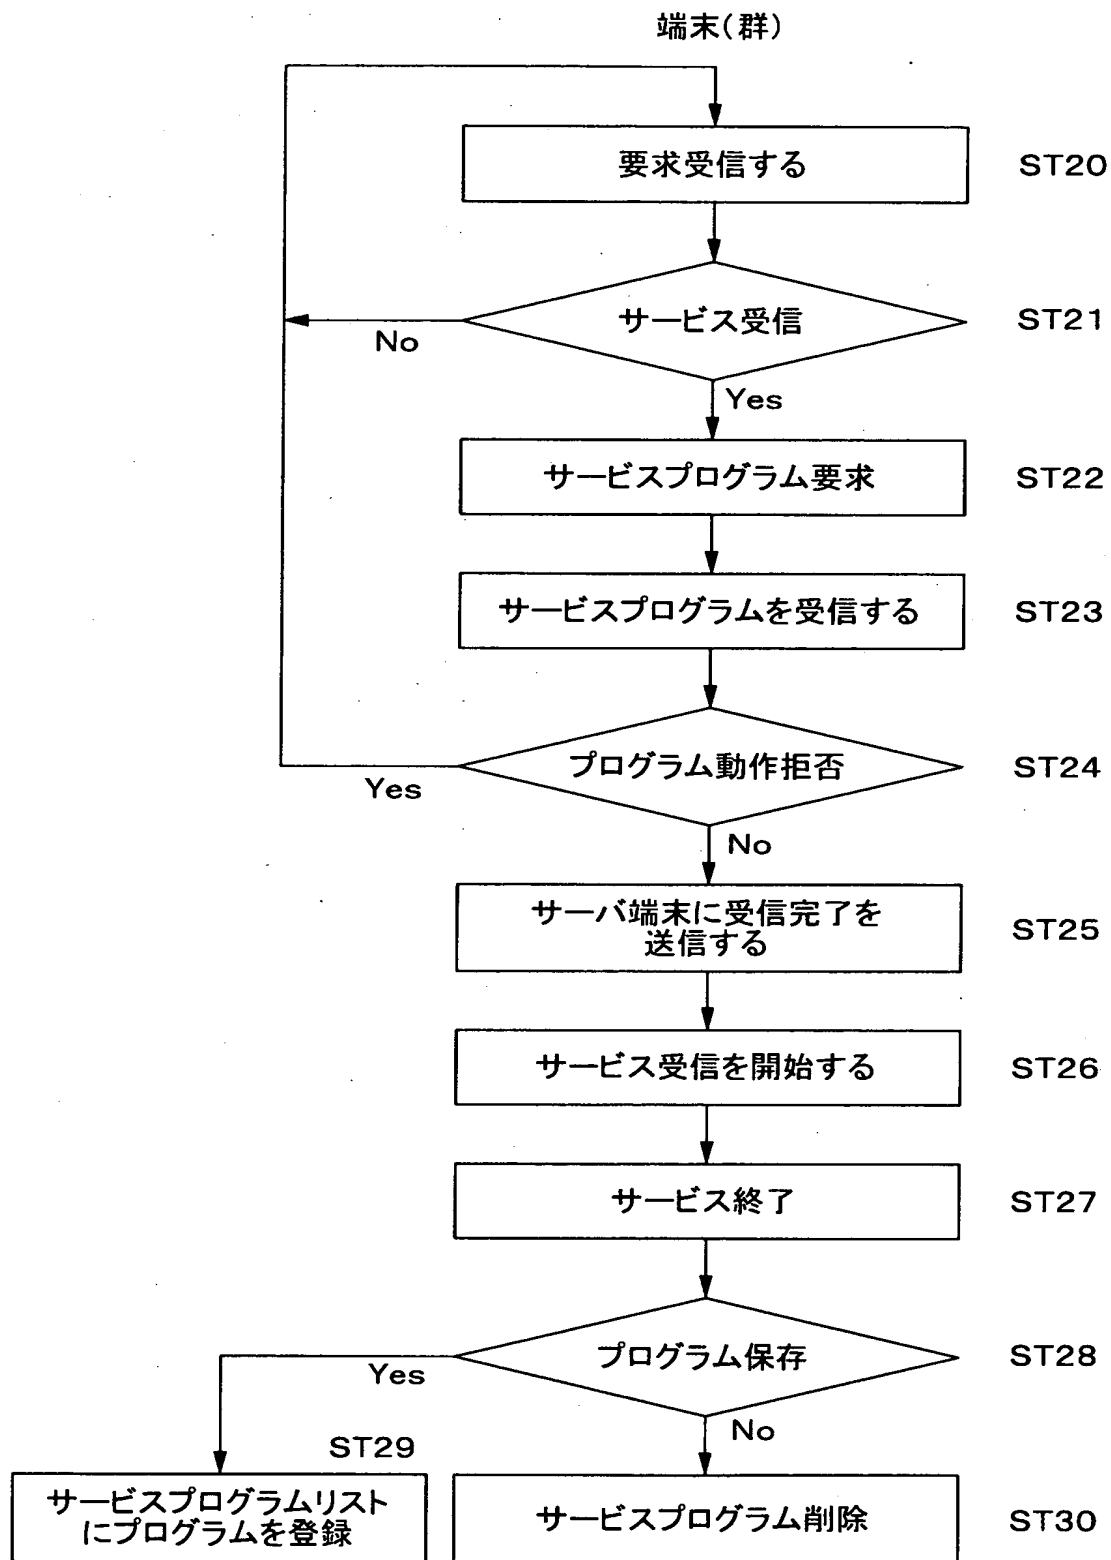 端末(群)
要求受信する
ST20
サービス受信
ST21
No
Yes
サービスプログラム要求
ST22
サービスプログラムを受信する
ST23
プログラム動作拒否
ST24
Yes
No
サーバ端末に受信完了を
送信する
ST25
サービス受信を開始する
ST26
サービス終了
ST27
プログラム保存
ST28
Yes
No
ST29
サービスプログラムリスト
にプログラムを登録
サービスプログラム削除
ST30